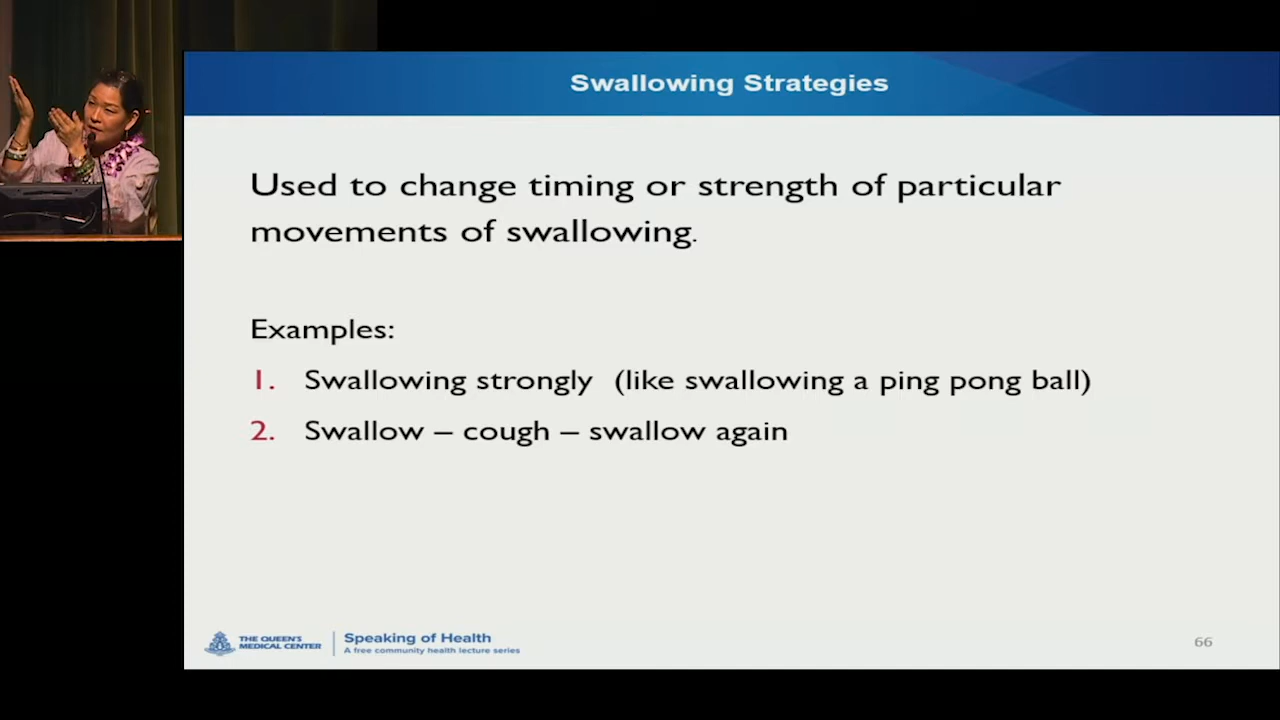 Swallowing Strategies
Used to change timing or strength of particular
movements of swallowing.
Examples:
1. Swallowing strongly (like swallowing a ping pong ball)
2. Swallow – cough – swallow again
THE QUEEN'S
MEDICAL CENTER
Speaking of Health
A free community health lecture series
66